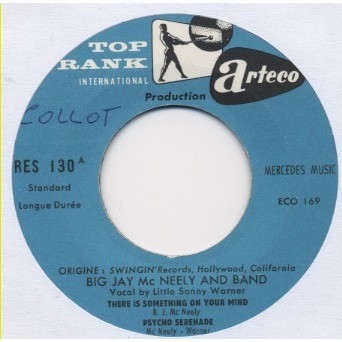 TOP
RANK
INTERNATIONAL
arteco
Production
COLLOT
RES 130 A
Standard
Longue Durée
MERCEDES MUSIC
ECO 169
ORIGINE : SWINGIN' Records, Hollywood, California
BIG JAY Mc NEELY AND BAND
Vocal by Little Sonny Warner
THERE IS SOMETHING ON YOUR MIND
B. J. Mc Neely
PSYCHO SERENADE
Mc Neely - Warner